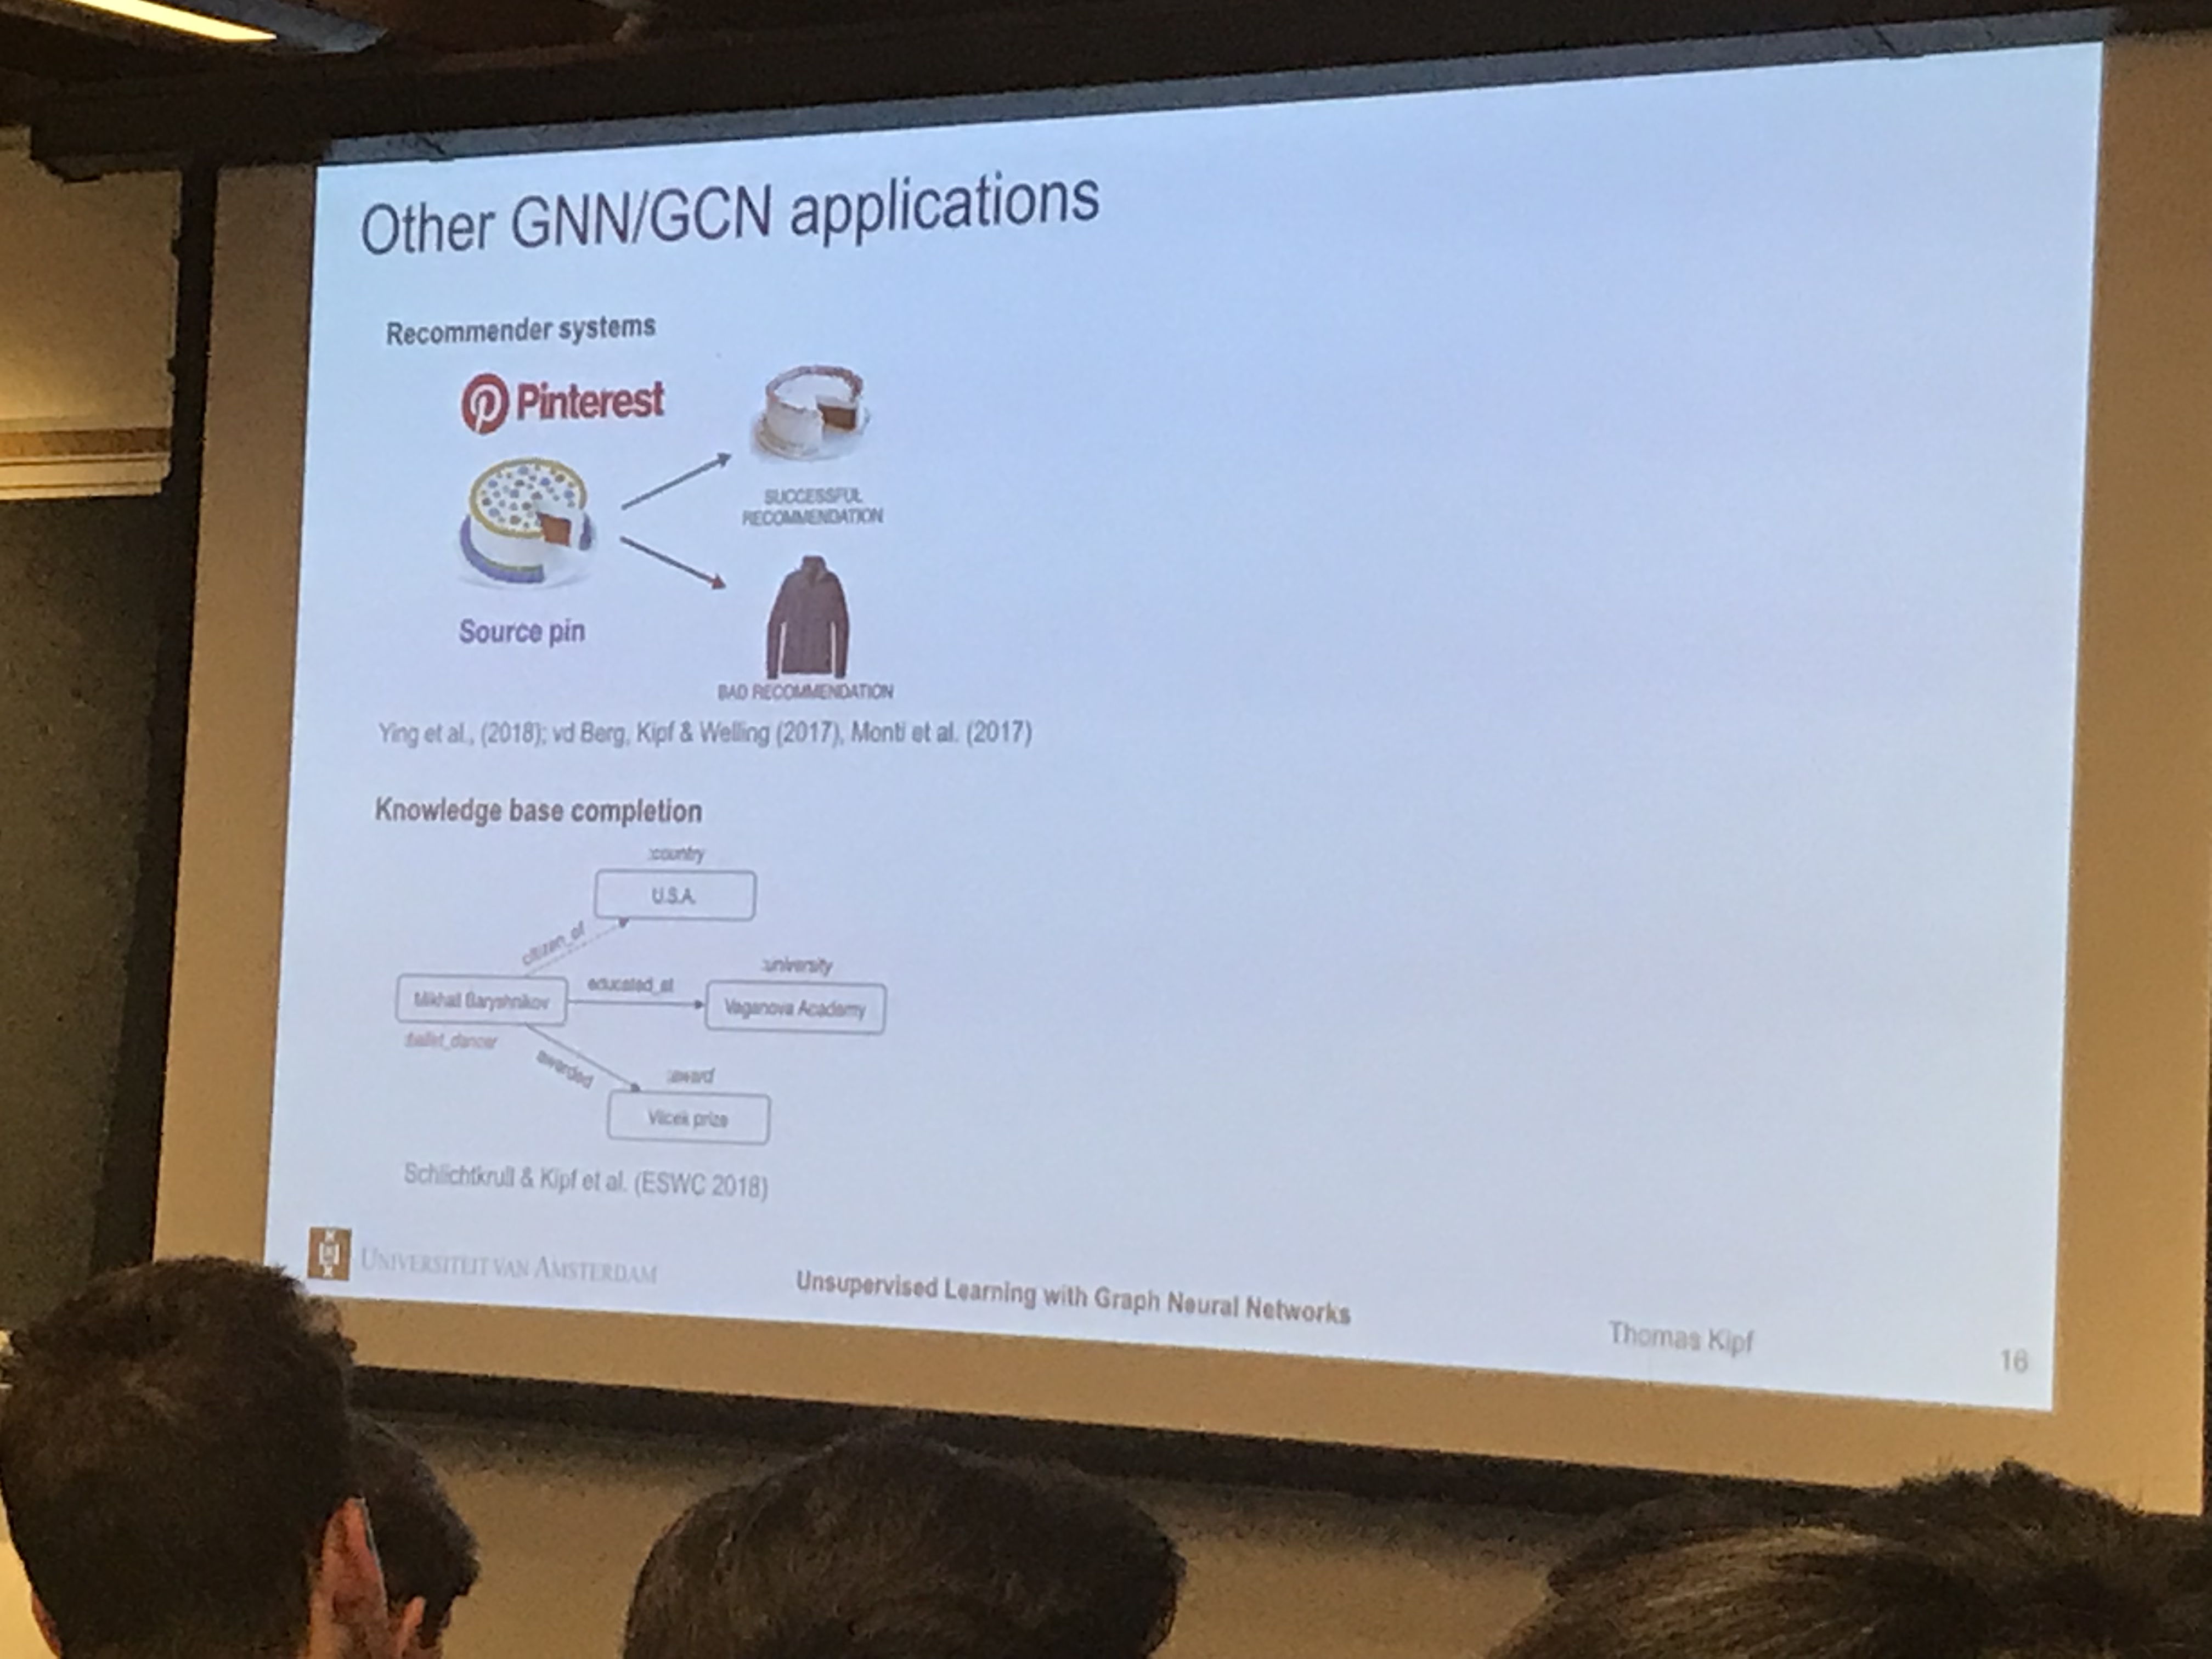 Other GNN/GCN applications
Recommender systems
Pinterest
SUCCESSFUL
RECOMMENDATION
Source pin
BAD RECOMMENDATION
Ying et al., (2018); vd Berg, Kipf & Welling (2017), Monti et al. (2017)
Knowledge base completion
:country
U.S.A.
citizen_of
:university
educated_at
Mikhail Baryshnikov
Vaganova Academy
:ballet_dancer
awarded
:award
Vilcek prize
Schlichtkrull & Kipf et al. (ESWC 2018)
UNIVERSITEIT VAN AMSTERDAM
Unsupervised Learning with Graph Neural Networks
Thomas Kipf
16